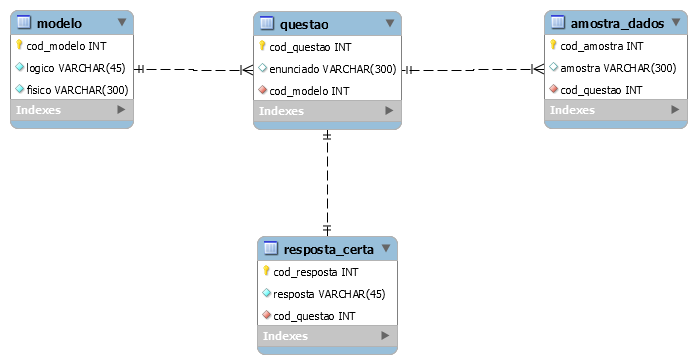 modelo
cod_modelo INT
logico VARCHAR(45)
fisico VARCHAR(300)
Indexes
questao
cod_questao INT
enunciado VARCHAR(300)
cod_modelo INT
Indexes
amostra_dados
cod_amostra INT
amostra VARCHAR(300)
cod_questao INT
Indexes
resposta_certa
cod_resposta INT
resposta VARCHAR(45)
cod_questao INT
Indexes